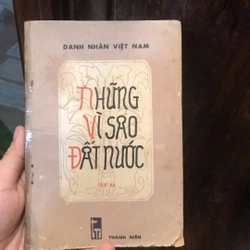 DANH NHÂN VIỆT NAM
NHỮNG
VÌ SAO
ĐẤT NƯỚC
THANH NIÊN